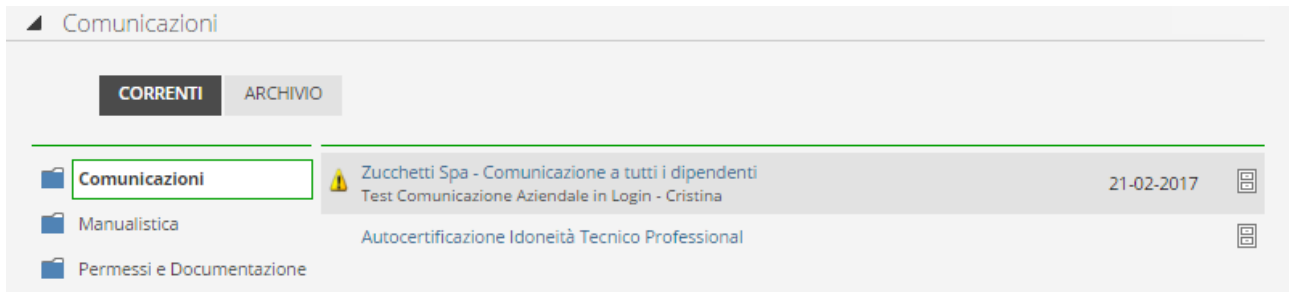 Comunicazioni
CORRENTI ARCHIVIO
Comunicazioni
Manualistica
Permessi e Documentazione
Zucchetti Spa - Comunicazione a tutti i dipendenti
Test Comunicazione Aziendale in Login - Cristina
21-02-2017
Autocertificazione Idoneità Tecnico Professional